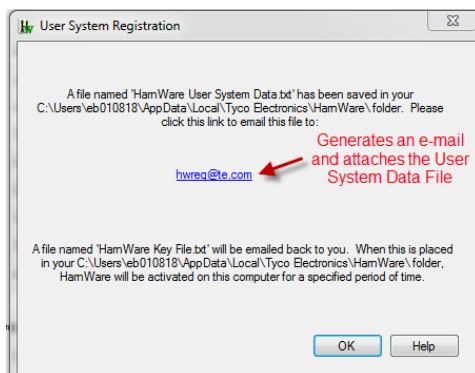 HW User System Registration
A file named 'HamWare User System Data.txt' has been saved in your
C:\Users\eb010818\AppData\Local\Tyco Electronics\HamWare\ folder. Please
click this link to email this file to:
Generates an e-mail
and attaches the User
System Data File
hwreq@te.com
A file named 'HamWare Key File.txt' will be emailed back to you. When this is placed
in your C:\Users\eb010818\AppData\Local\Tyco Electronics\HamWare\ folder,
HamWare will be activated on this computer for a specified period of time.
OK Help